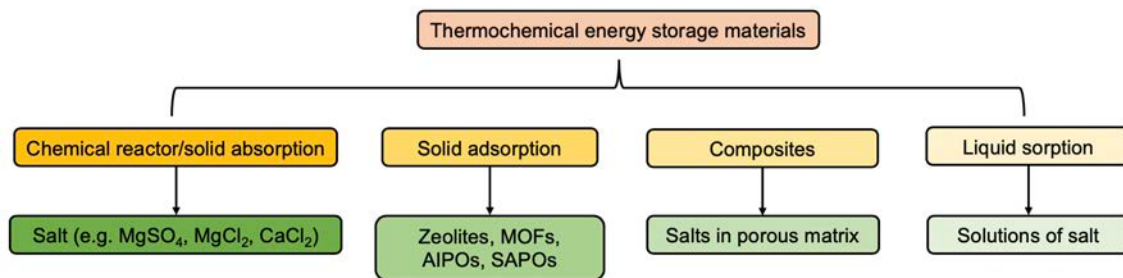 Thermochemical energy storage materials
Chemical reactor/solid absorption
Solid adsorption
Composites
Liquid sorption
Salt (e.g. MgSO₄, MgCl₂, CaCl₂)
Zeolites, MOFs,
AlPOs, SAPOs
Salts in porous matrix
Solutions of salt